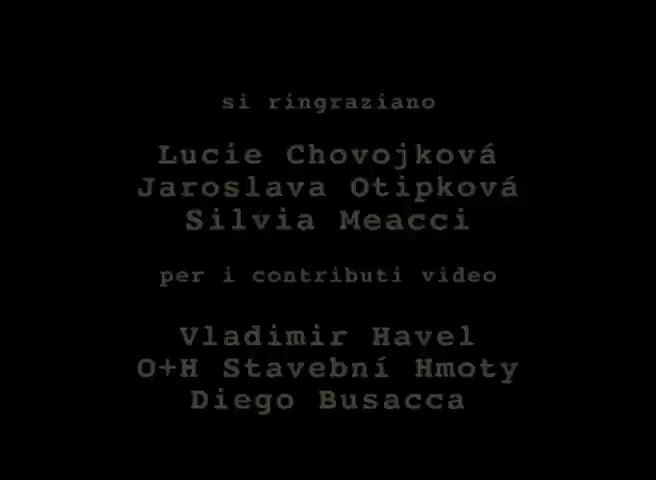 si ringraziano
Lucie Chovojková
Jaroslava Otipková
Silvia Meacci
per i contributi video
Vladimir Havel
O+H Stavební Hmoty
Diego Busacca